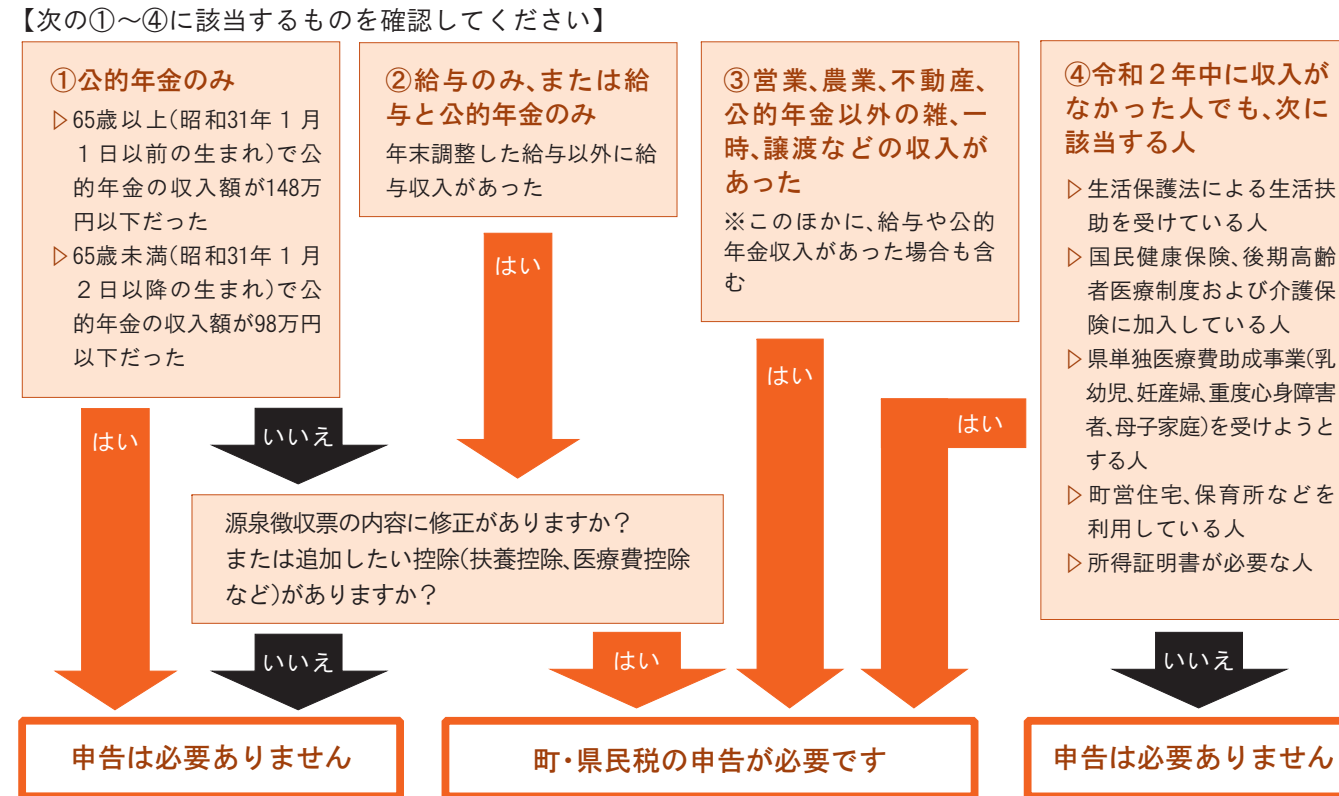 【次の①～④に該当するものを確認してください】
①公的年金のみ
▷65歳以上(昭和31年１月
１日以前の生まれ)で公
的年金の収入額が148万
円以下だった
▷65歳未満(昭和31年１月
２日以降の生まれ)で公
的年金の収入額が98万円
以下だった
②給与のみ、または給
与と公的年金のみ
年末調整した給与以外に給
与収入があった
③営業、農業、不動産、
公的年金以外の雑、一
時、譲渡などの収入が
あった
※このほかに、給与や公的
年金収入があった場合も含
む
④令和２年中に収入が
なかった人でも、次に
該当する人
▷生活保護法による生活扶
助を受けている人
▷国民健康保険、後期高齢
者医療制度および介護保
険に加入している人
▷県単独医療費助成事業(乳
幼児、妊産婦、重度心身障害
者、母子家庭)を受けようと
する人
▷町営住宅、保育所などを
利用している人
▷所得証明書が必要な人
はい
いいえ
はい
はい
はい
源泉徴収票の内容に修正がありますか？
または追加したい控除(扶養控除、医療費控除
など)がありますか？
いいえ
はい
いいえ
申告は必要ありません
町・県民税の申告が必要です
申告は必要ありません